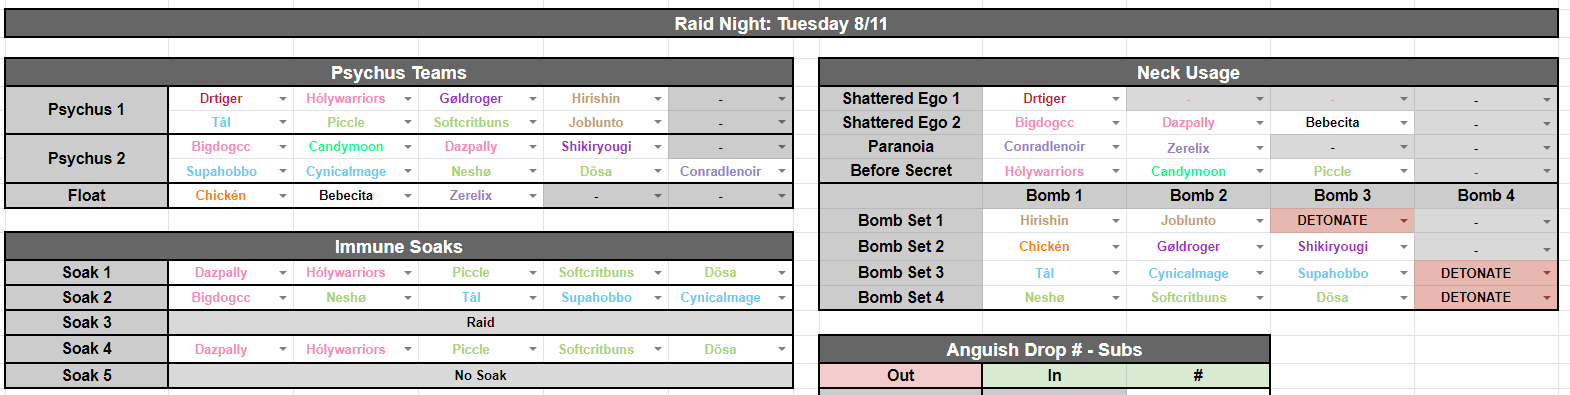 Raid Night: Tuesday 8/11
Psychus Teams
Psychus 1 Drtiger Hólywarriors Gøldroger Hirishin -
Tâl Piccle Softcritbuns Joblunto -
Psychus 2 Bigdogcc Candymoon Dazpally Shikiryougi -
Supahobbo Cynicalmage Neshø Dõsa Conradlenoir
Float Chickén Bebecita Zerelix - -
Immune Soaks
Soak 1 Dazpally Hólywarriors Piccle Softcritbuns Dõsa
Soak 2 Bigdogcc Neshø Tâl Supahobbo Cynicalmage
Soak 3 Raid
Soak 4 Dazpally Hólywarriors Piccle Softcritbuns Dõsa
Soak 5 No Soak
Neck Usage
Shattered Ego 1 Drtiger - - -
Shattered Ego 2 Bigdogcc Dazpally Bebecita -
Paranoia Conradlenoir Zerelix - -
Before Secret Hólywarriors Candymoon Piccle -
Bomb 1 Bomb 2 Bomb 3 Bomb 4
Bomb Set 1 Hirishin Joblunto DETONATE -
Bomb Set 2 Chickén Gøldroger Shikiryougi -
Bomb Set 3 Tâl Cynicalmage Supahobbo DETONATE
Bomb Set 4 Neshø Softcritbuns Dõsa DETONATE
Anguish Drop # - Subs
Out In #